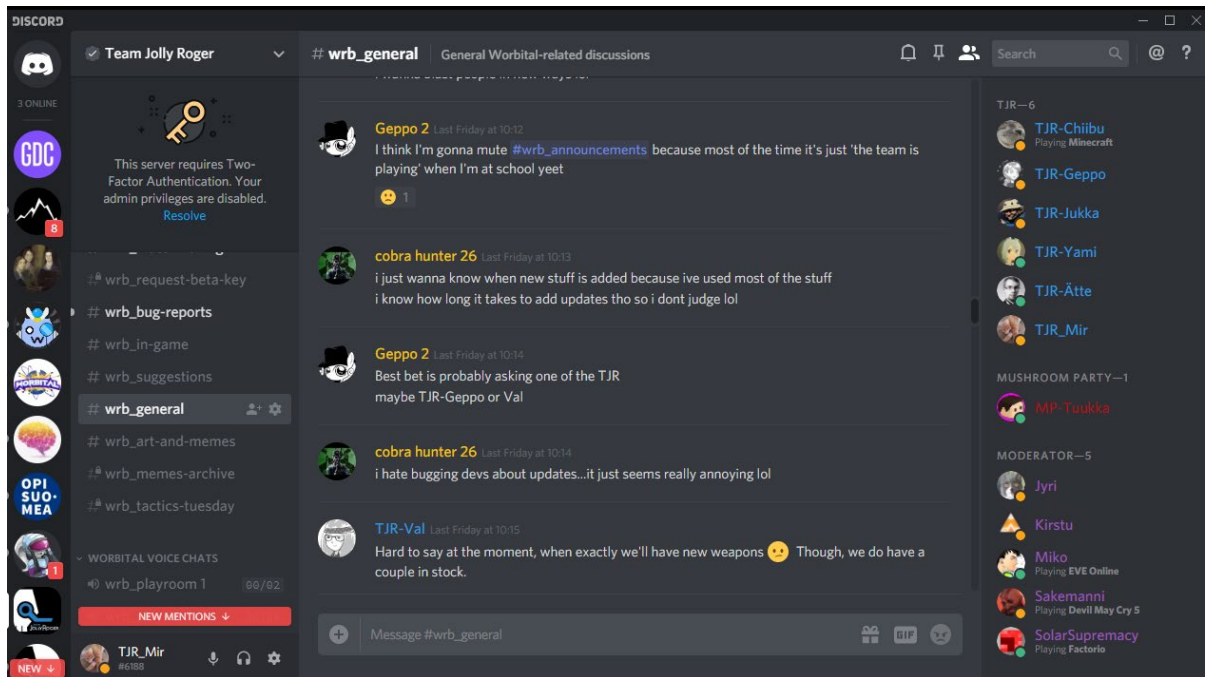 DISCORD
3 ONLINE
GDC
8
WORBITAL
OPI
SUO-
MEA
1
NEW ↓
Team Jolly Roger
This server requires Two-
Factor Authentication. Your
admin privileges are disabled.
Resolve
# wrb_request-beta-key
# wrb_bug-reports
# wrb_in-game
# wrb_suggestions
# wrb_general
# wrb_art-and-memes
# wrb_memes-archive
# wrb_tactics-tuesday
WORBITAL VOICE CHATS
wrb_playroom 1 00/02
NEW MENTIONS ↓
TJR_Mir
#6188
# wrb_general General Worbital-related discussions
Search
@ ?
Geppo 2 Last Friday at 10:12
I think I'm gonna mute #wrb_announcements because most of the time it's just 'the team is
playing' when I'm at school yeet
1
cobra hunter 26 Last Friday at 10:13
i just wanna know when new stuff is added because ive used most of the stuff
i know how long it takes to add updates tho so i dont judge lol
Geppo 2 Last Friday at 10:14
Best bet is probably asking one of the TJR
maybe TJR-Geppo or Val
cobra hunter 26 Last Friday at 10:14
i hate bugging devs about updates...it just seems really annoying lol
TJR-Val Last Friday at 10:15
Hard to say at the moment, when exactly we'll have new weapons Though, we do have a
couple in stock.
Message #wrb_general
GIF
TJR—6
TJR-Chiibu
Playing Minecraft
TJR-Geppo
TJR-Jukka
TJR-Yami
TJR-Ätte
TJR_Mir
MUSHROOM PARTY—1
MP-Tuukka
MODERATOR—5
Jyri
Kirstu
Miko
Playing EVE Online
Sakemanni
Playing Devil May Cry 5
SolarSupremacy
Playing Factorio